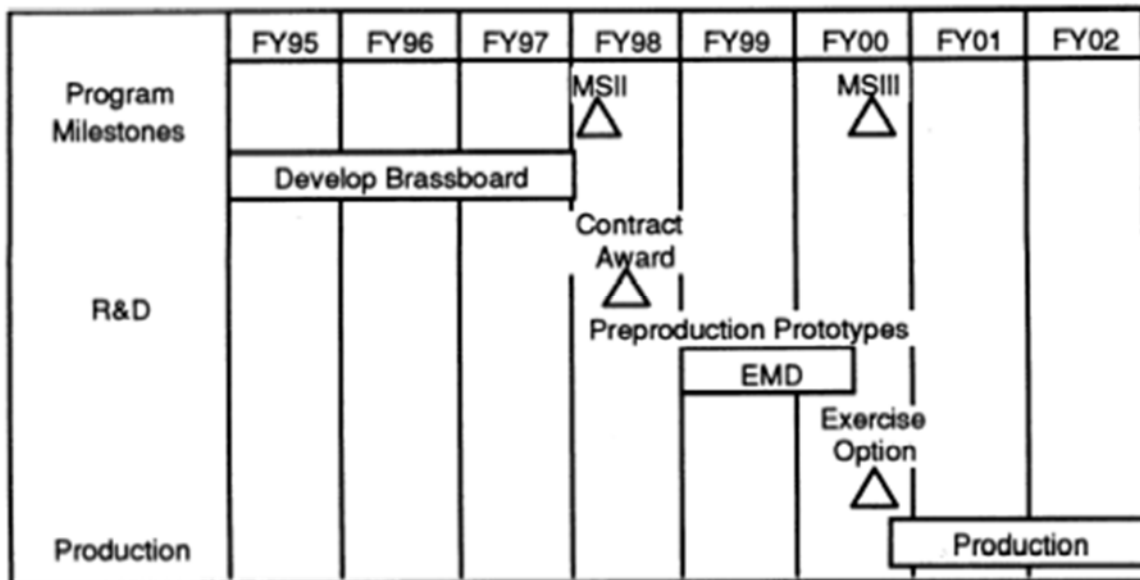 FY95 FY96 FY97 FY98 FY99 FY00 FY01 FY02
Program
Milestones
MSII
MSIII
Develop Brassboard
R&D
Contract
Award
Preproduction Prototypes
EMD
Exercise
Option
Production
Production